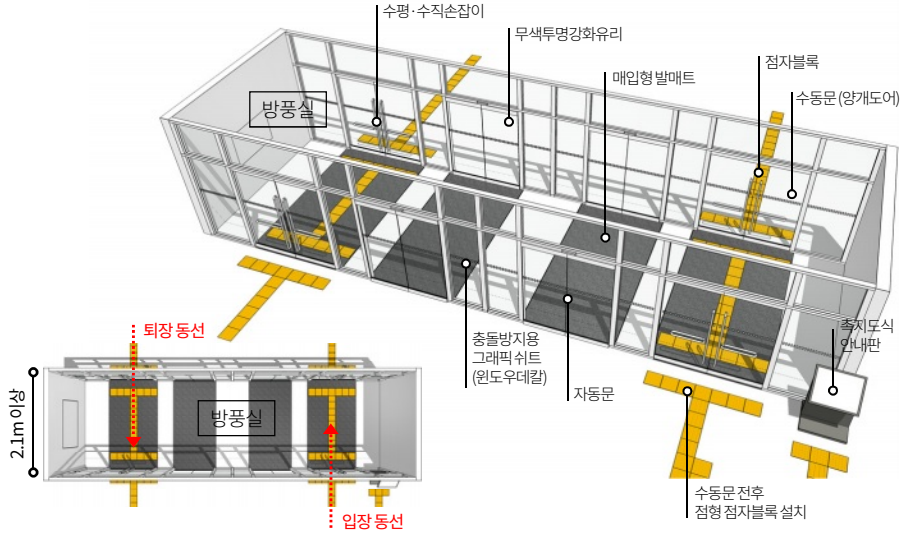 수평·수직손잡이
무색투명강화유리
매입형 발매트
점자블록
수동문 (양개도어)
방풍실
충돌방지용
그래픽 쉬트
(윈도우데칼)
자동문
촉지도식
안내판
수동문 전후
점형 점자블록 설치
퇴장 동선
2.1m 이상
방풍실
입장 동선